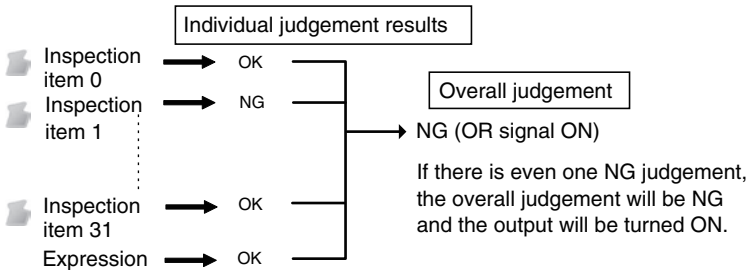 Individual judgement results
Inspection
item 0
OK
Inspection
item 1
NG
Overall judgement
NG (OR signal ON)
If there is even one NG judgement,
the overall judgement will be NG
and the output will be turned ON.
Inspection
item 31
OK
Expression
OK